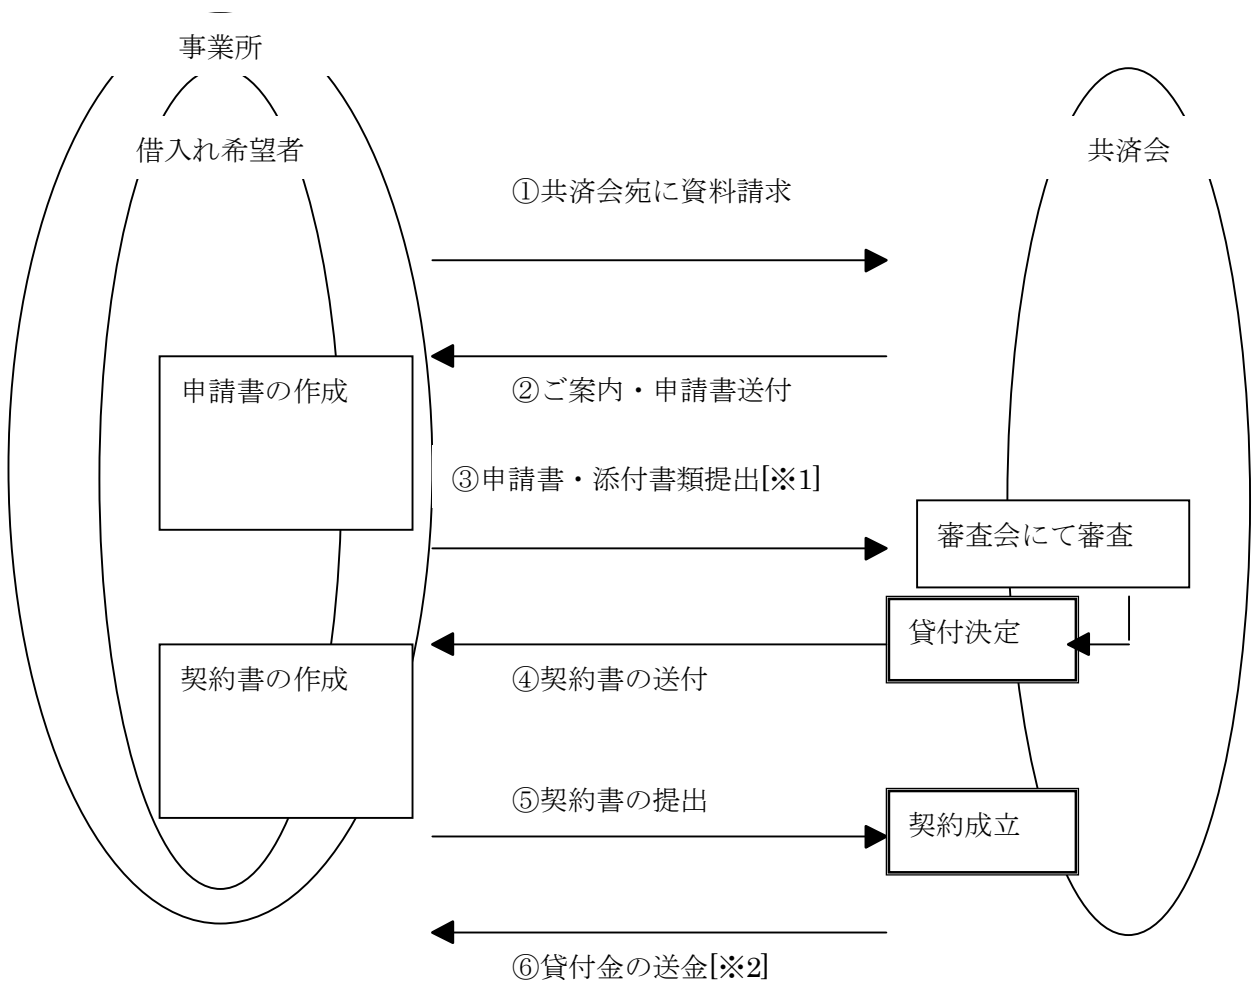 事業所
借入れ希望者
共済会
①共済会宛に資料請求
申請書の作成
②ご案内・申請書送付
③申請書・添付書類提出[※1]
審査会にて審査
貸付決定
契約書の作成
④契約書の送付
⑤契約書の提出
契約成立
⑥貸付金の送金[※2]